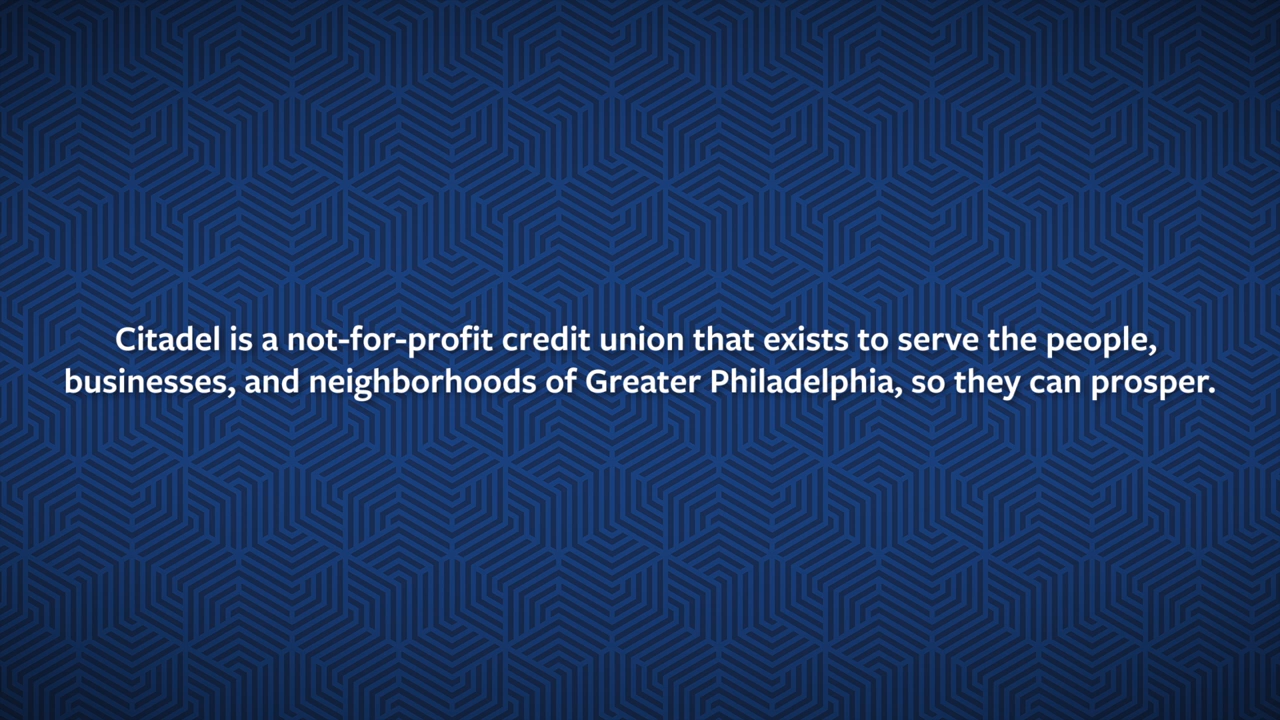 Citadel is a not-for-profit credit union that exists to serve the people,
businesses, and neighborhoods of Greater Philadelphia, so they can prosper.